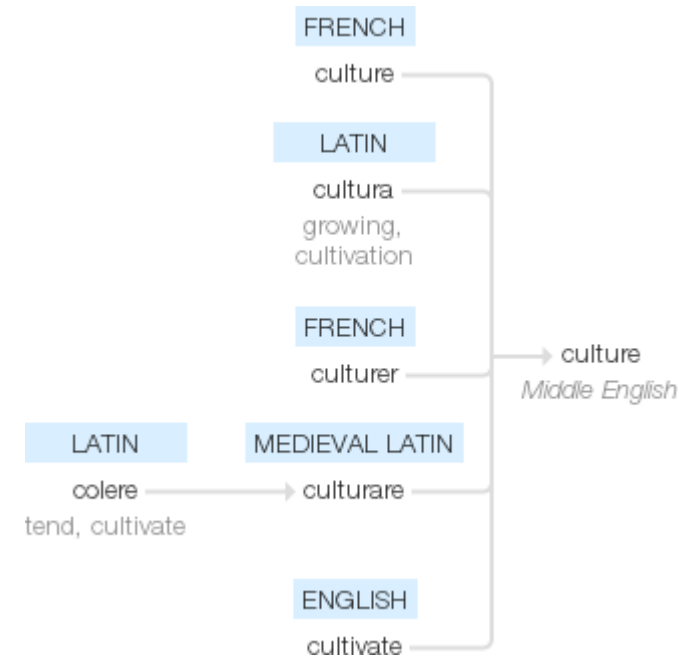 FRENCH
culture
LATIN
cultura
growing,
cultivation
FRENCH
culturer
culture
Middle English
LATIN
colere
tend, cultivate
MEDIEVAL LATIN
culturare
ENGLISH
cultivate